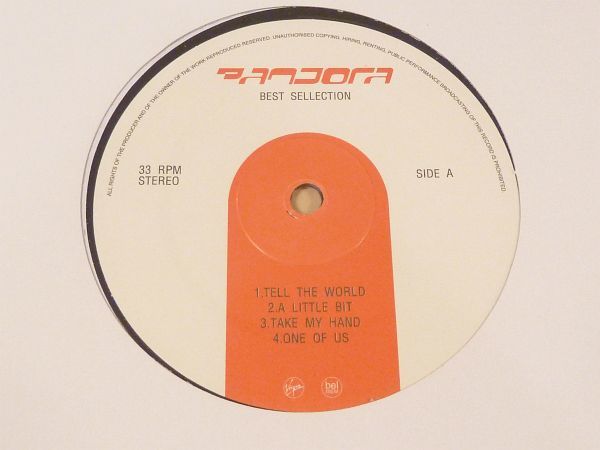 ALL RIGHTS OF THE PRODUCER AND OF THE OWNER OF THE WORK REPRODUCED RESERVED. UNAUTHORISED COPYING, HIRING, RENTING, PUBLIC PERFORMANCE BROADCASTING OF THIS RECORD IS PROHIBITED.
PANDORA
BEST SELLECTION
33 RPM
STEREO
SIDE A
1.TELL THE WORLD
2.A LITTLE BIT
3.TAKE MY HAND
4.ONE OF US
Virgin
bel